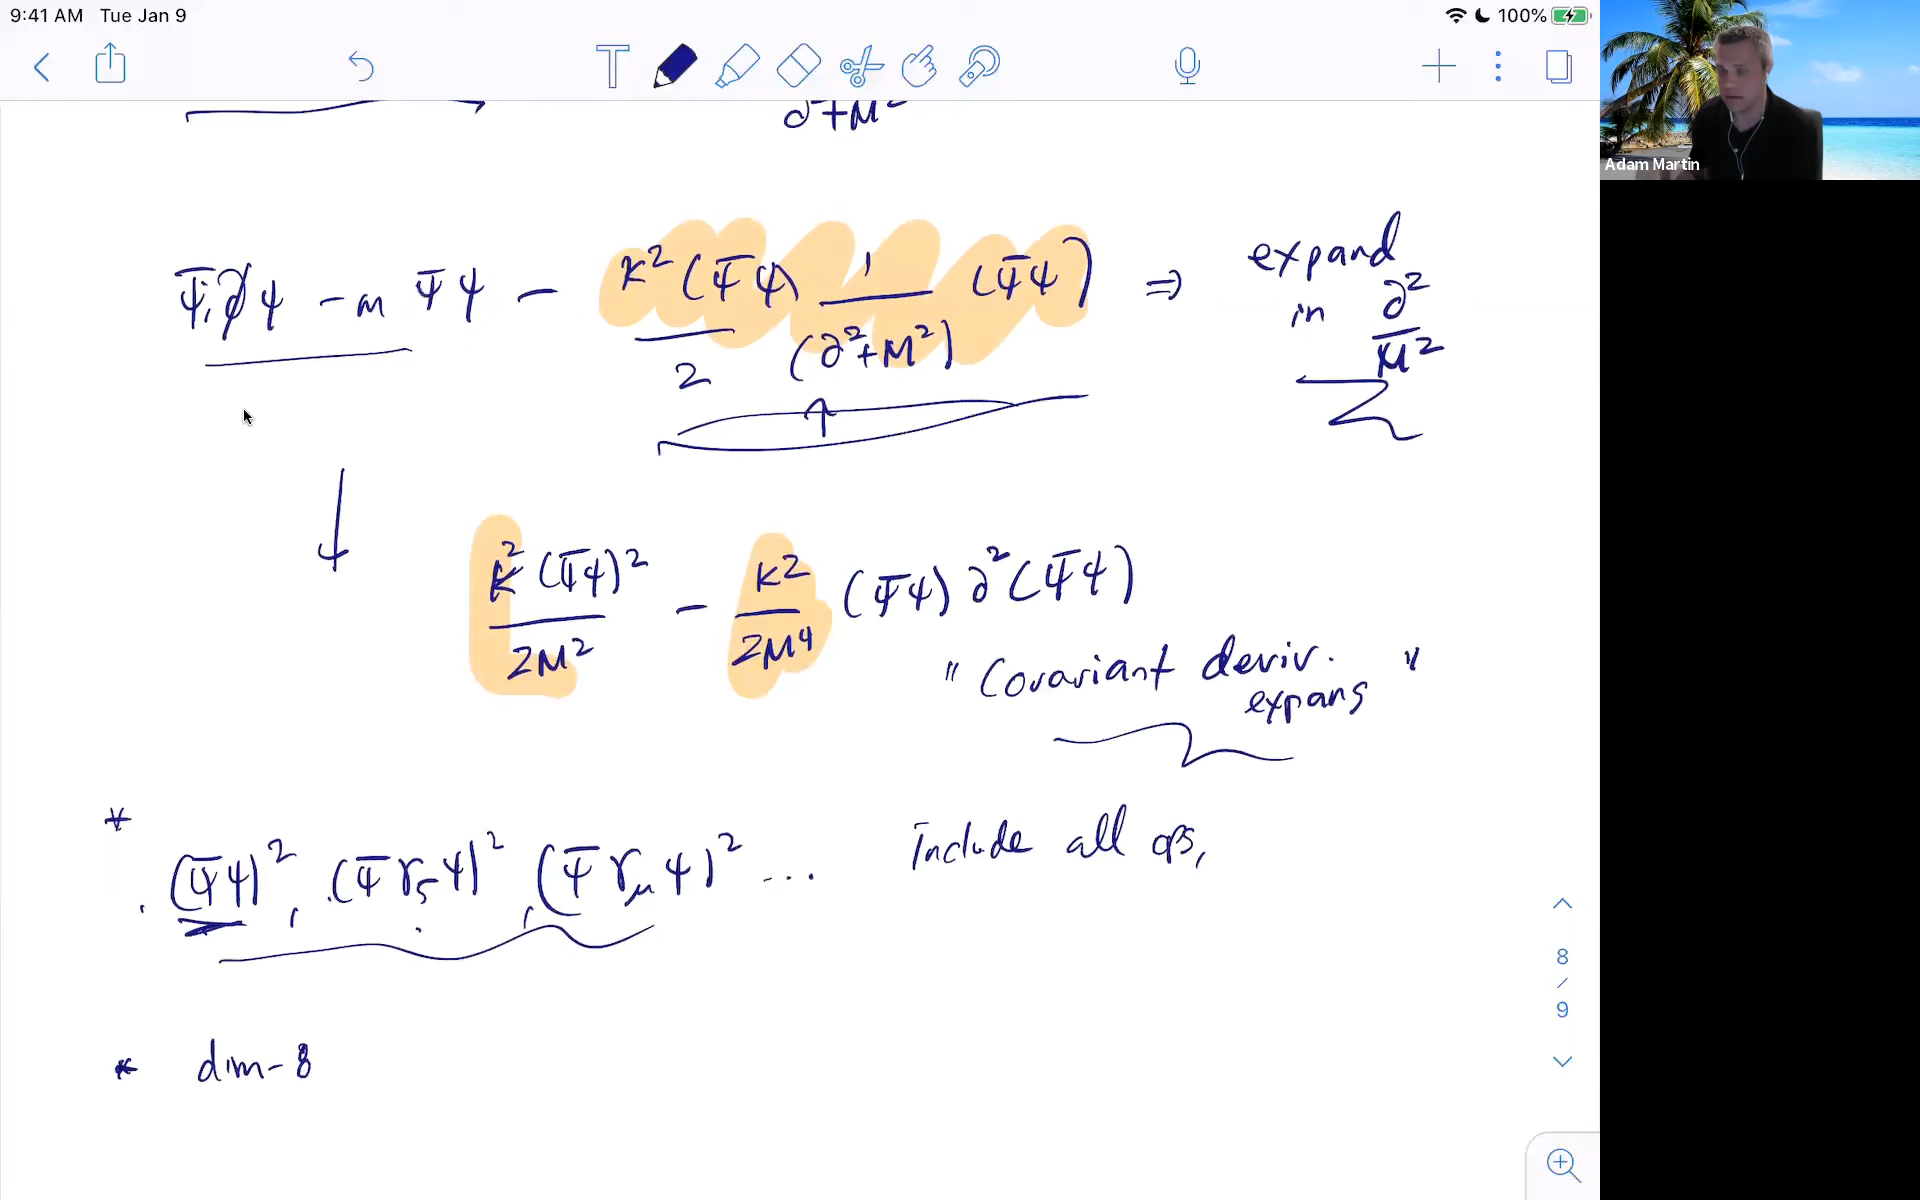 9:41 AM Tue Jan 9
100%
Adam Martin
∂²+M²
Ψ̄i∂̸Ψ - m Ψ̄Ψ - κ²/2 (Ψ̄Ψ) 1/(∂²+M²) (Ψ̄Ψ) ⇒ expand in ∂²/M²
κ²(Ψ̄Ψ)²/2M² - κ²/2M⁴ (Ψ̄Ψ)∂²(Ψ̄Ψ)
"Covariant deriv. expans"
* (Ψ̄Ψ)², (Ψ̄γ₅Ψ)², (Ψ̄γ_μΨ)² ... Include all ops,
* dim-8
8
/
9